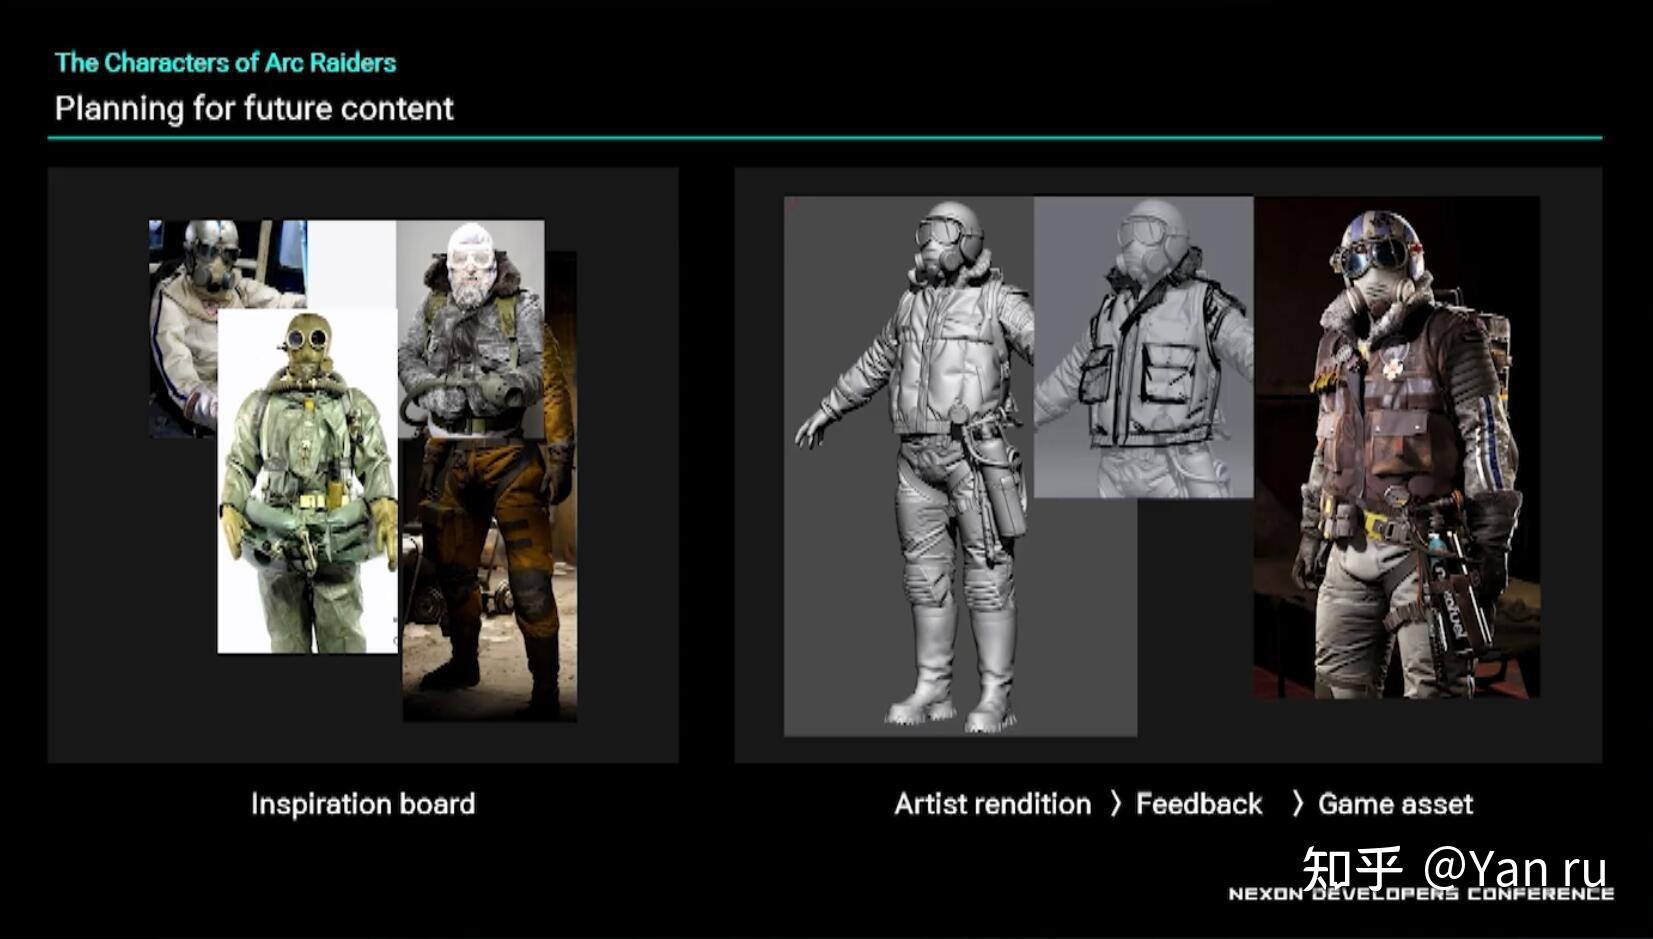 The Characters of Arc Raiders
Planning for future content
Inspiration board
Artist rendition 〉 Feedback 〉 Game asset
知乎 @Yan ru
NEXON DEVELOPERS CONFERENCE